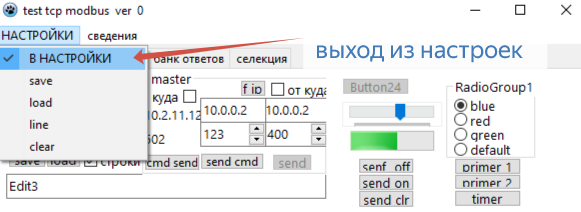 test tcp modbus ver 0
НАСТРОЙКИ сведения
В НАСТРОЙКИ
save
load
line
clear
банк ответов селекция
выход из настроек
master
куда
f ip
от куда
10.2.11.12
10.0.0.2
10.0.0.2
502
123
400
save load строки
cmd send
send cmd
send
Edit3
Button24
senf_off
send on
send clr
RadioGroup1
blue
red
green
default
primer 1
primer 2
timer